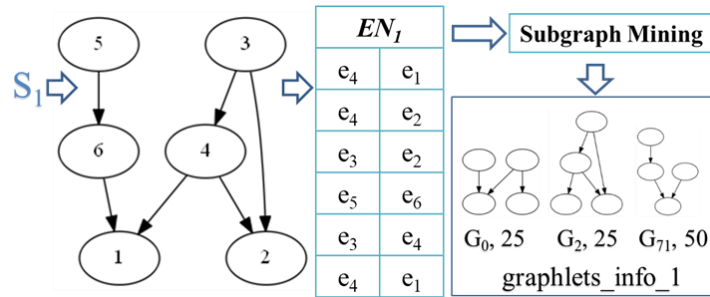 S1
5
3
6
4
1
2
EN1
e4 e1
e4 e2
e3 e2
e5 e6
e3 e4
e4 e1
Subgraph Mining
G0, 25 G2, 25 G71, 50
graphlets_info_1